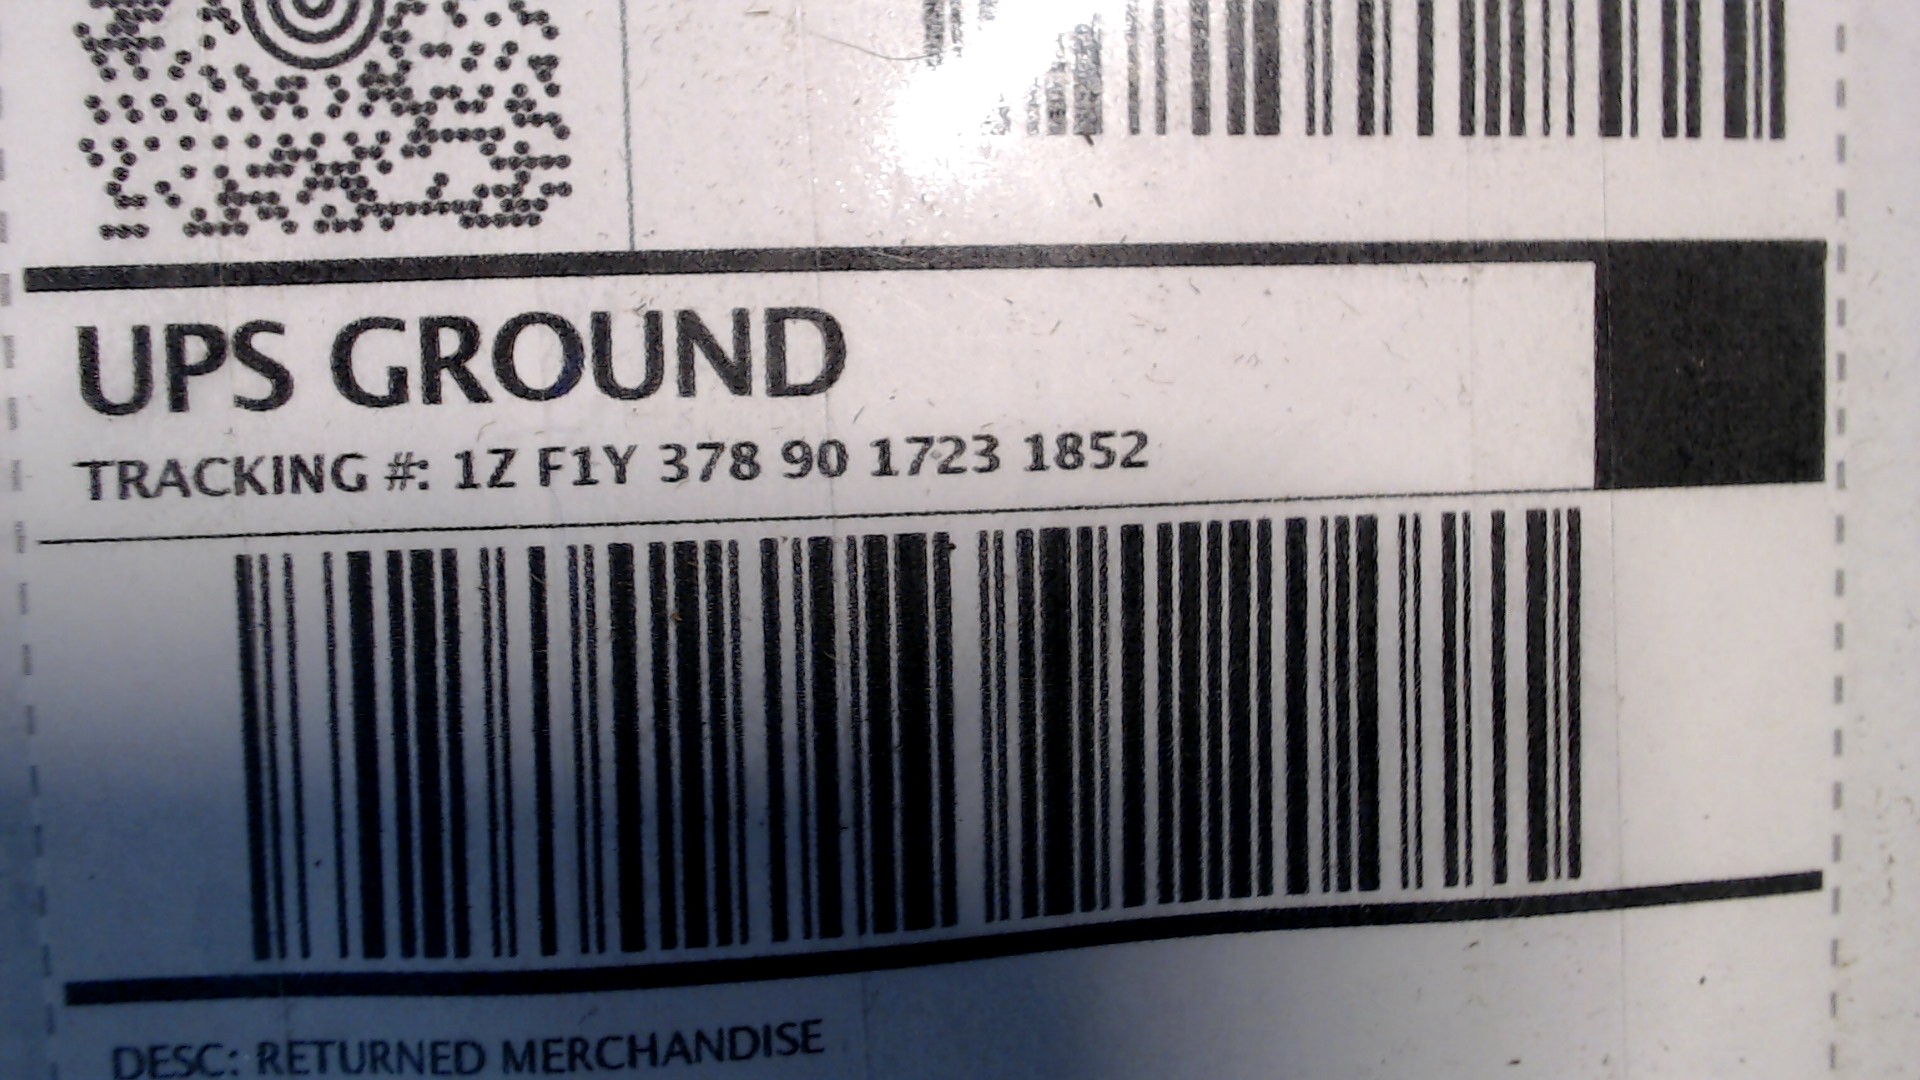 UPS GROUND
TRACKING #: 1Z F1Y 378 90 1723 1852
DESC: RETURNED MERCHANDISE